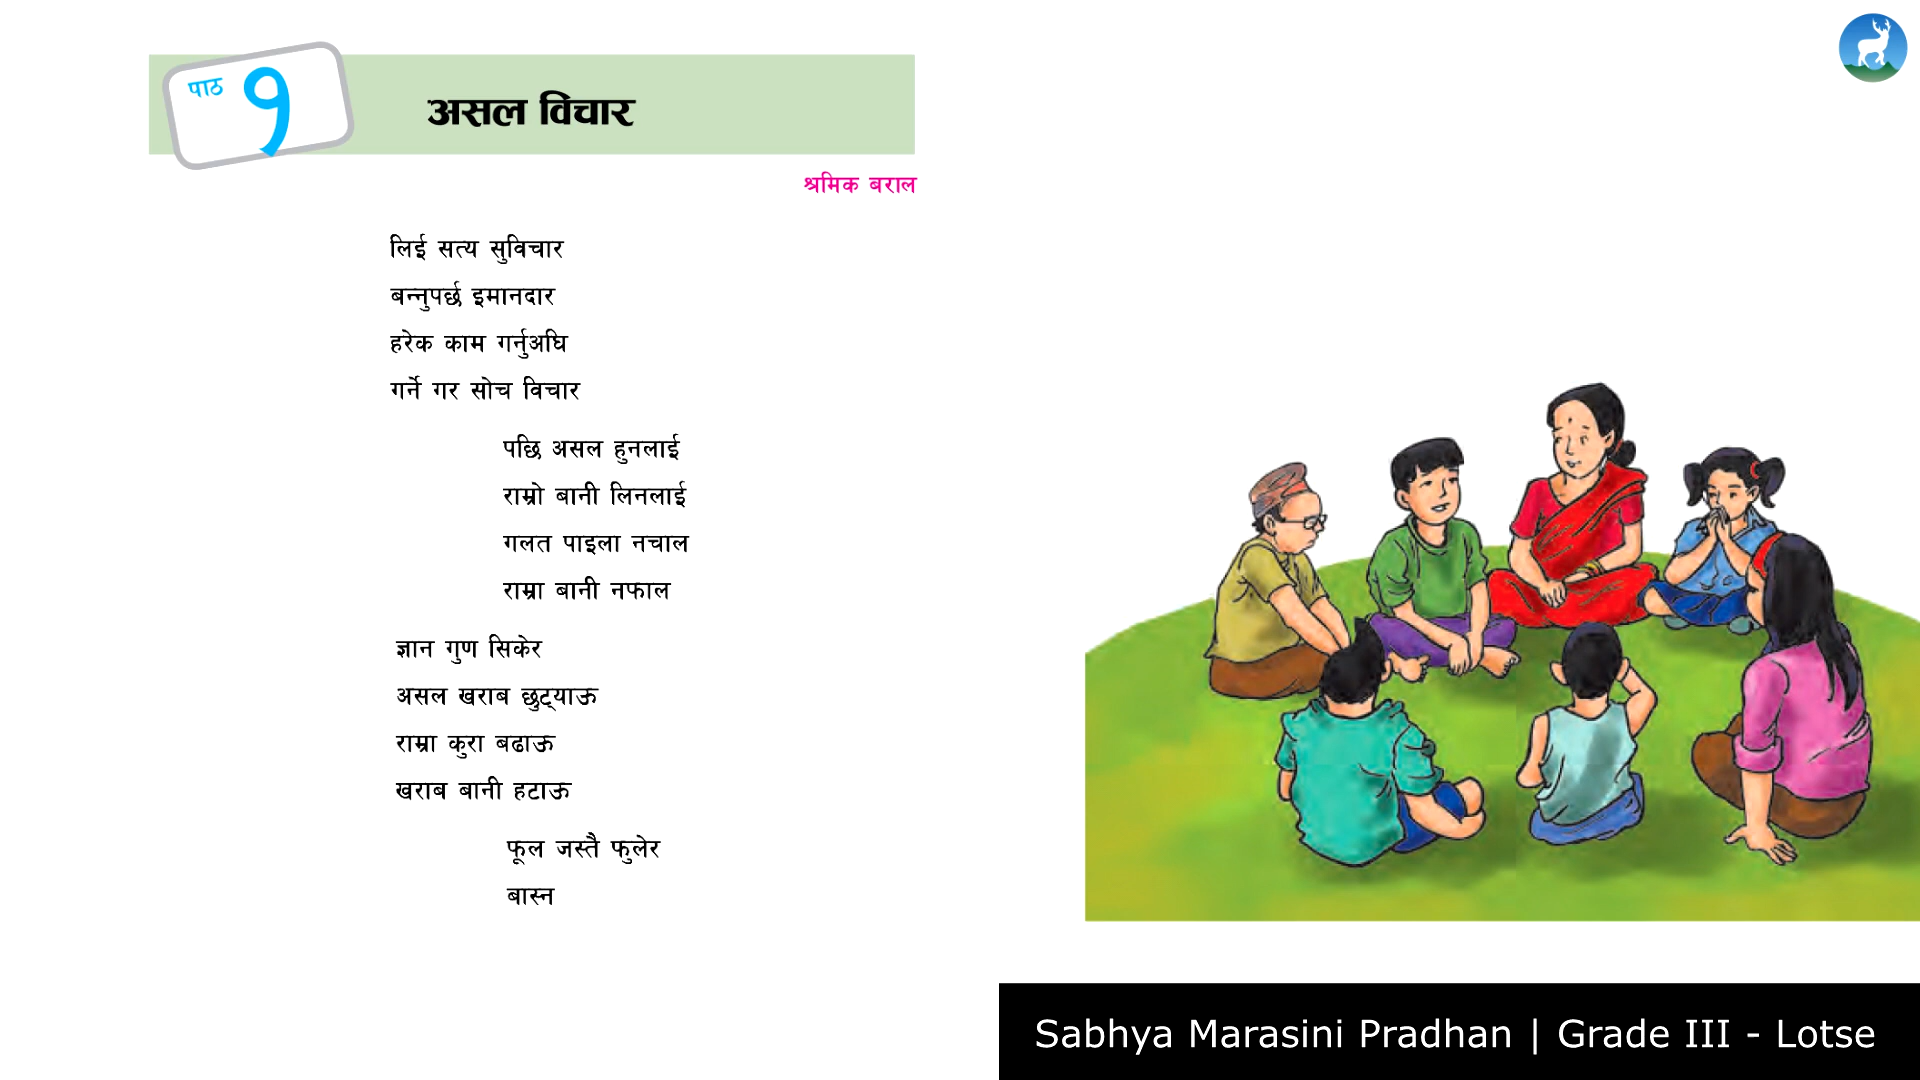 पाठ १
असल विचार
श्रमिक बराल
लिई सत्य सुविचार
बन्नुपर्छ इमानदार
हरेक काम गर्नुअघि
गर्ने गर सोच विचार
पछि असल हुनलाई
राम्रो बानी लिनलाई
गलत पाइला नचाल
राम्रा बानी नफाल
ज्ञान गुण सिकेर
असल खराब छुट्याऊ
राम्रा कुरा बढाऊ
खराब बानी हटाऊ
फूल जस्तै फुलेर
बास्न
Sabhya Marasini Pradhan | Grade III - Lotse